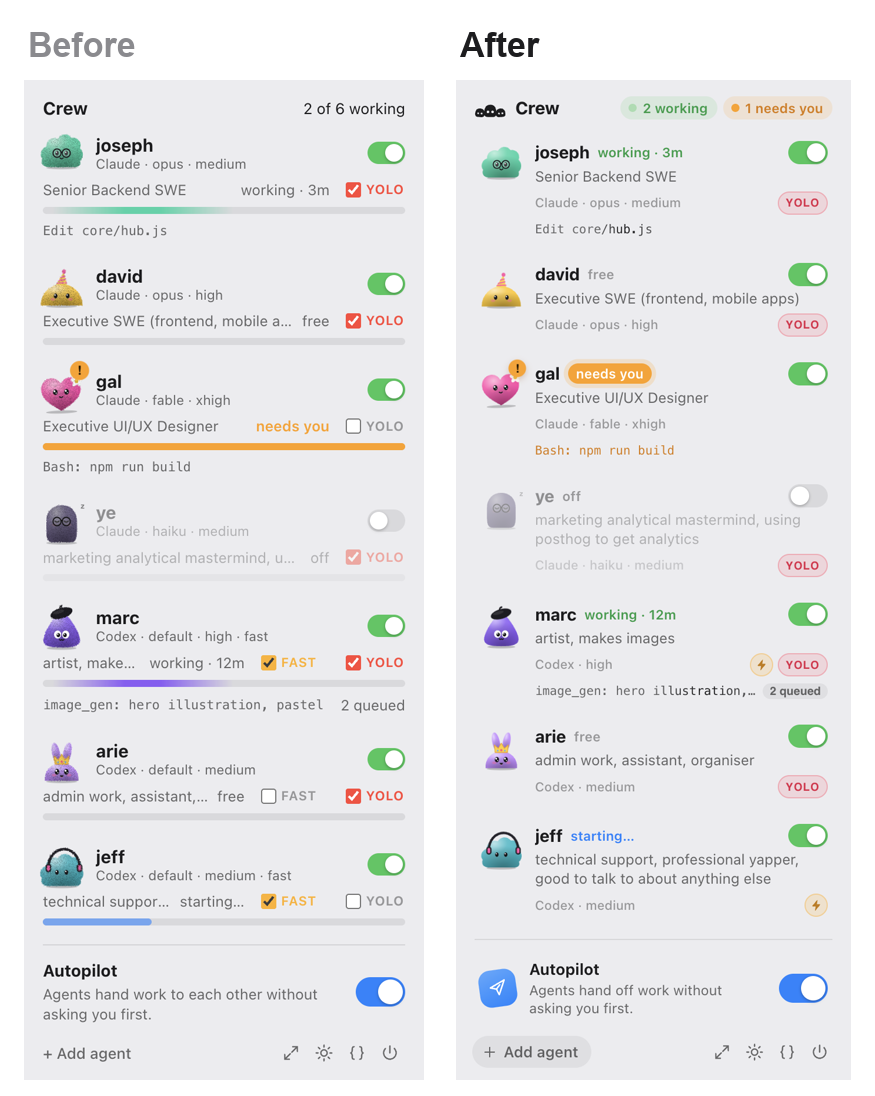 Before
Crew 2 of 6 working
joseph
Claude · opus · medium
Senior Backend SWE working · 3m YOLO
Edit core/hub.js
david
Claude · opus · high
Executive SWE (frontend, mobile a... free YOLO
!
gal
Claude · fable · xhigh
Executive UI/UX Designer needs you YOLO
Bash: npm run build
z
ye
Claude · haiku · medium
marketing analytical mastermind, u... off YOLO
marc
Codex · default · high · fast
artist, make... working · 12m FAST YOLO
image_gen: hero illustration, pastel 2 queued
arie
Codex · default · medium
admin work, assistant,... free FAST YOLO
jeff
Codex · default · medium · fast
technical suppor... starting... FAST YOLO
Autopilot
Agents hand work to each other without
asking you first.
+ Add agent {}
After
Crew 2 working 1 needs you
joseph working · 3m
Senior Backend SWE
Claude · opus · medium YOLO
Edit core/hub.js
david free
Executive SWE (frontend, mobile apps)
Claude · opus · high YOLO
!
gal needs you
Executive UI/UX Designer
Claude · fable · xhigh
Bash: npm run build
z
ye off
marketing analytical mastermind, using
posthog to get analytics
Claude · haiku · medium YOLO
marc working · 12m
artist, makes images
Codex · high YOLO
image_gen: hero illustration,… 2 queued
arie free
admin work, assistant, organiser
Codex · medium YOLO
jeff starting...
technical support, professional yapper,
good to talk to about anything else
Codex · medium
Autopilot
Agents hand off work without
asking you first.
+ Add agent {}